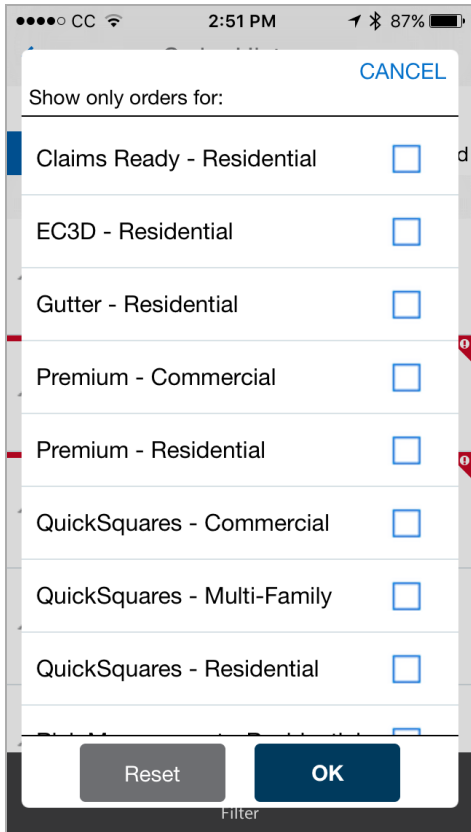 CC 2:51 PM 87%
CANCEL
Show only orders for:
Claims Ready - Residential
EC3D - Residential
Gutter - Residential
Premium - Commercial
Premium - Residential
QuickSquares - Commercial
QuickSquares - Multi-Family
QuickSquares - Residential
Reset OK
Filter